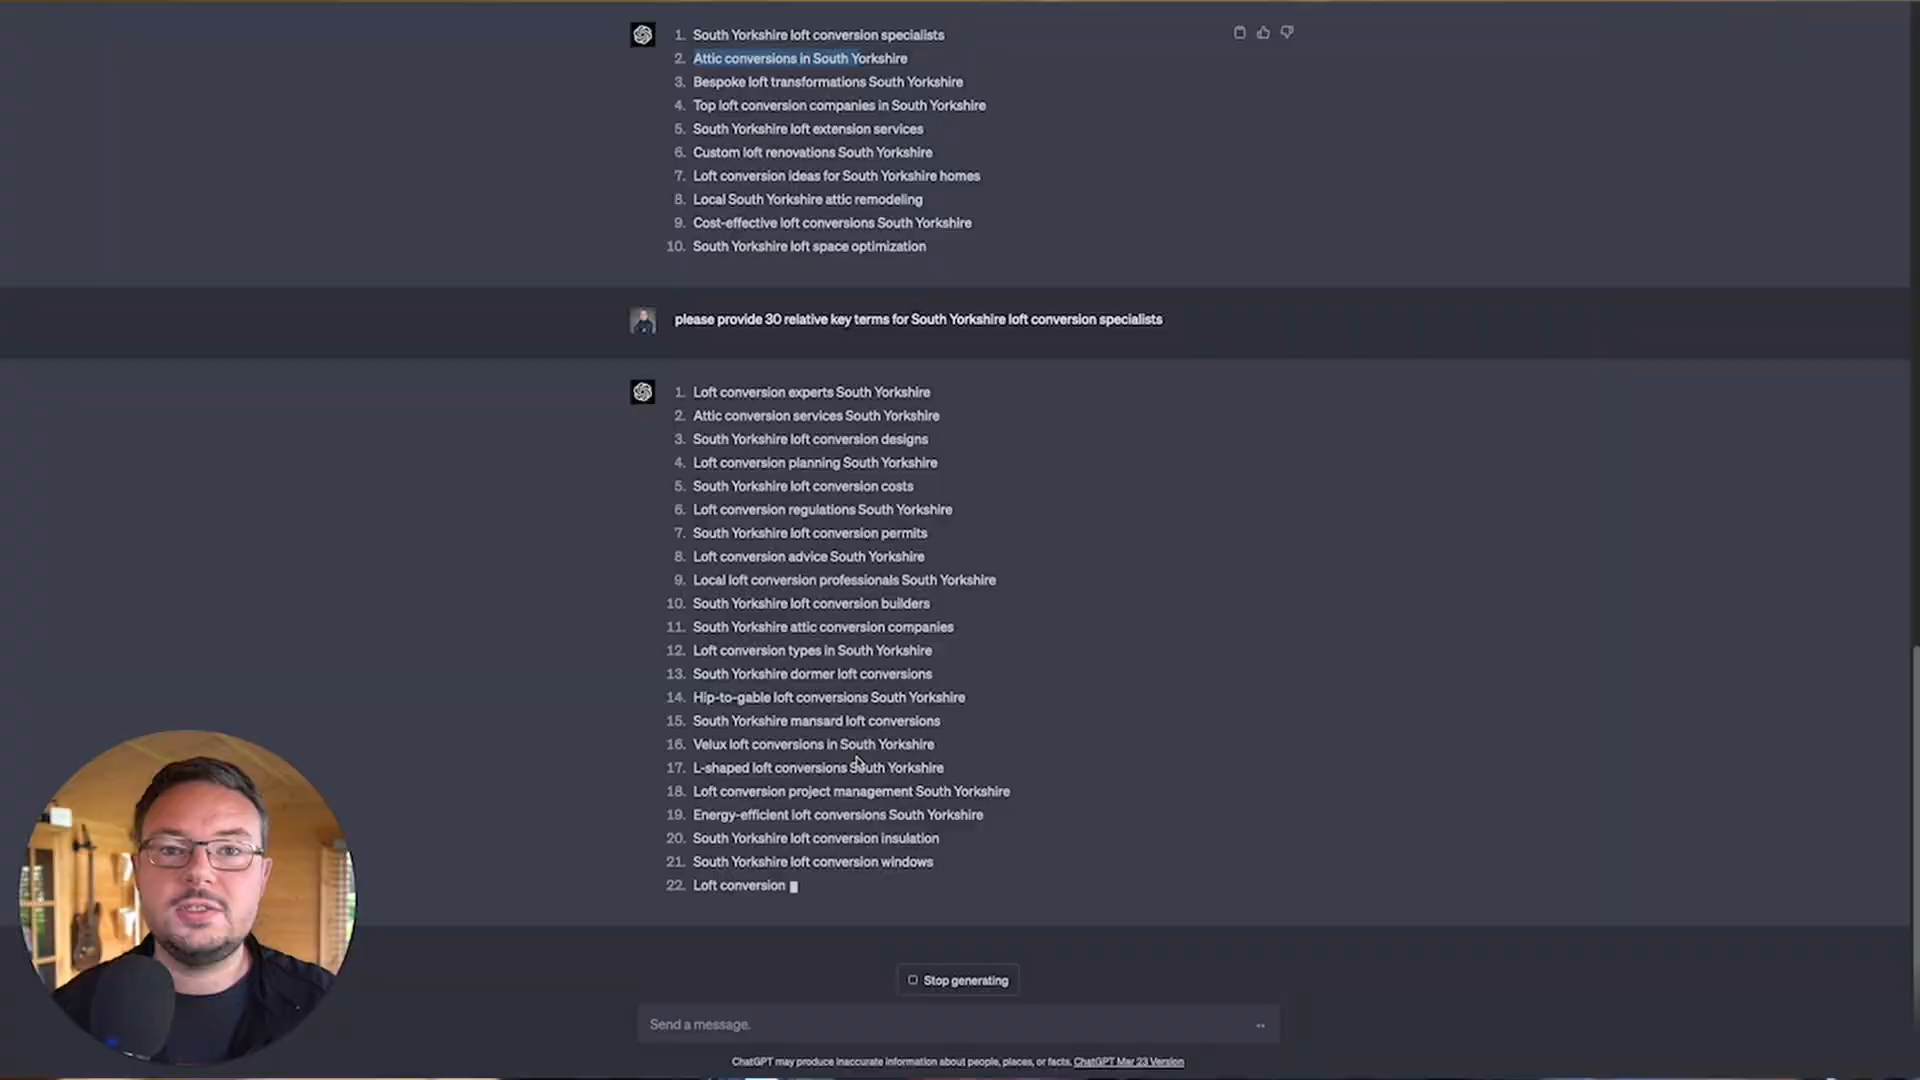 1. South Yorkshire loft conversion specialists
2. Attic conversions in South Yorkshire
3. Bespoke loft transformations South Yorkshire
4. Top loft conversion companies in South Yorkshire
5. South Yorkshire loft extension services
6. Custom loft renovations South Yorkshire
7. Loft conversion ideas for South Yorkshire homes
8. Local South Yorkshire attic remodeling
9. Cost-effective loft conversions South Yorkshire
10. South Yorkshire loft space optimization
please provide 30 relative key terms for South Yorkshire loft conversion specialists
1. Loft conversion experts South Yorkshire
2. Attic conversion services South Yorkshire
3. South Yorkshire loft conversion designs
4. Loft conversion planning South Yorkshire
5. South Yorkshire loft conversion costs
6. Loft conversion regulations South Yorkshire
7. South Yorkshire loft conversion permits
8. Loft conversion advice South Yorkshire
9. Local loft conversion professionals South Yorkshire
10. South Yorkshire loft conversion builders
11. South Yorkshire attic conversion companies
12. Loft conversion types in South Yorkshire
13. South Yorkshire dormer loft conversions
14. Hip-to-gable loft conversions South Yorkshire
15. South Yorkshire mansard loft conversions
16. Velux loft conversions in South Yorkshire
17. L-shaped loft conversions South Yorkshire
18. Loft conversion project management South Yorkshire
19. Energy-efficient loft conversions South Yorkshire
20. South Yorkshire loft conversion insulation
21. South Yorkshire loft conversion windows
22. Loft conversion
Stop generating
Send a message.
ChatGPT may produce inaccurate information about people, places, or facts. ChatGPT Mar 23 Version